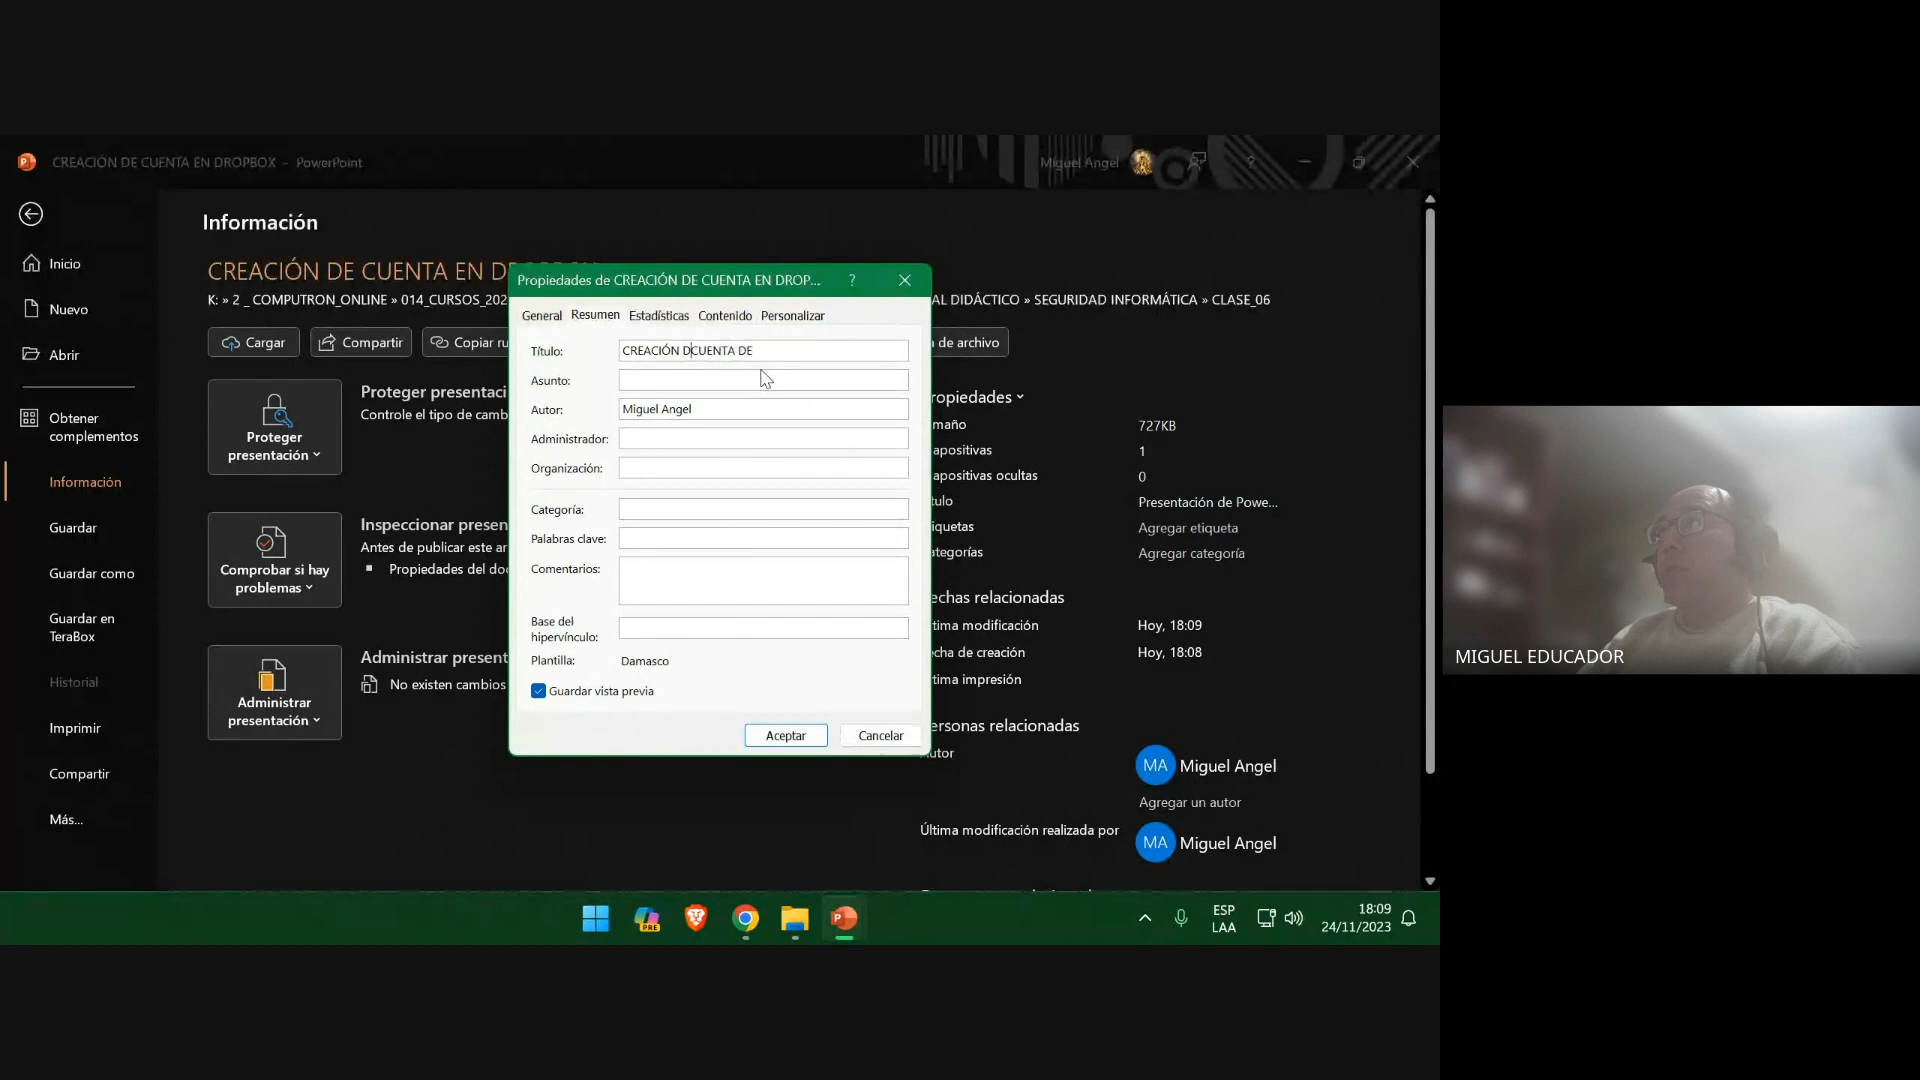 CREACIÓN DE CUENTA EN DROPBOX - PowerPoint
Miguel Angel
Información
Inicio
Nuevo
Abrir
Obtener
complementos
Información
Guardar
Guardar como
Guardar en
TeraBox
Historial
Imprimir
Compartir
Más...
CREACIÓN DE CUENTA EN
K: » 2 _ COMPUTRON_ONLINE » 014_CURSOS_202
AL DIDÁCTICO » SEGURIDAD INFORMÁTICA » CLASE_06
Cargar
Compartir
Copiar ru
de archivo
Proteger
presentación
Proteger presentaci
Controle el tipo de camb
Comprobar si hay
problemas
Inspeccionar presen
Antes de publicar este ar
Propiedades del do
Administrar
presentación
Administrar present
No existen cambios
Propiedades de CREACIÓN DE CUENTA EN DROP...
?
General
Resumen
Estadísticas
Contenido
Personalizar
Título:
CREACIÓN DCUENTA DE
Asunto:
Autor:
Miguel Angel
Administrador:
Organización:
Categoría:
Palabras clave:
Comentarios:
Base del
hipervínculo:
Plantilla:
Damasco
Guardar vista previa
Aceptar
Cancelar
ropiedades
maño
727KB
apositivas
1
apositivas ocultas
0
tulo
Presentación de Powe...
iquetas
Agregar etiqueta
ategorías
Agregar categoría
echas relacionadas
tima modificación
Hoy, 18:09
cha de creación
Hoy, 18:08
tima impresión
ersonas relacionadas
utor
MA
Miguel Angel
Agregar un autor
Última modificación realizada por
MA
Miguel Angel
PRE
ESP
LAA
18:09
24/11/2023
MIGUEL EDUCADOR